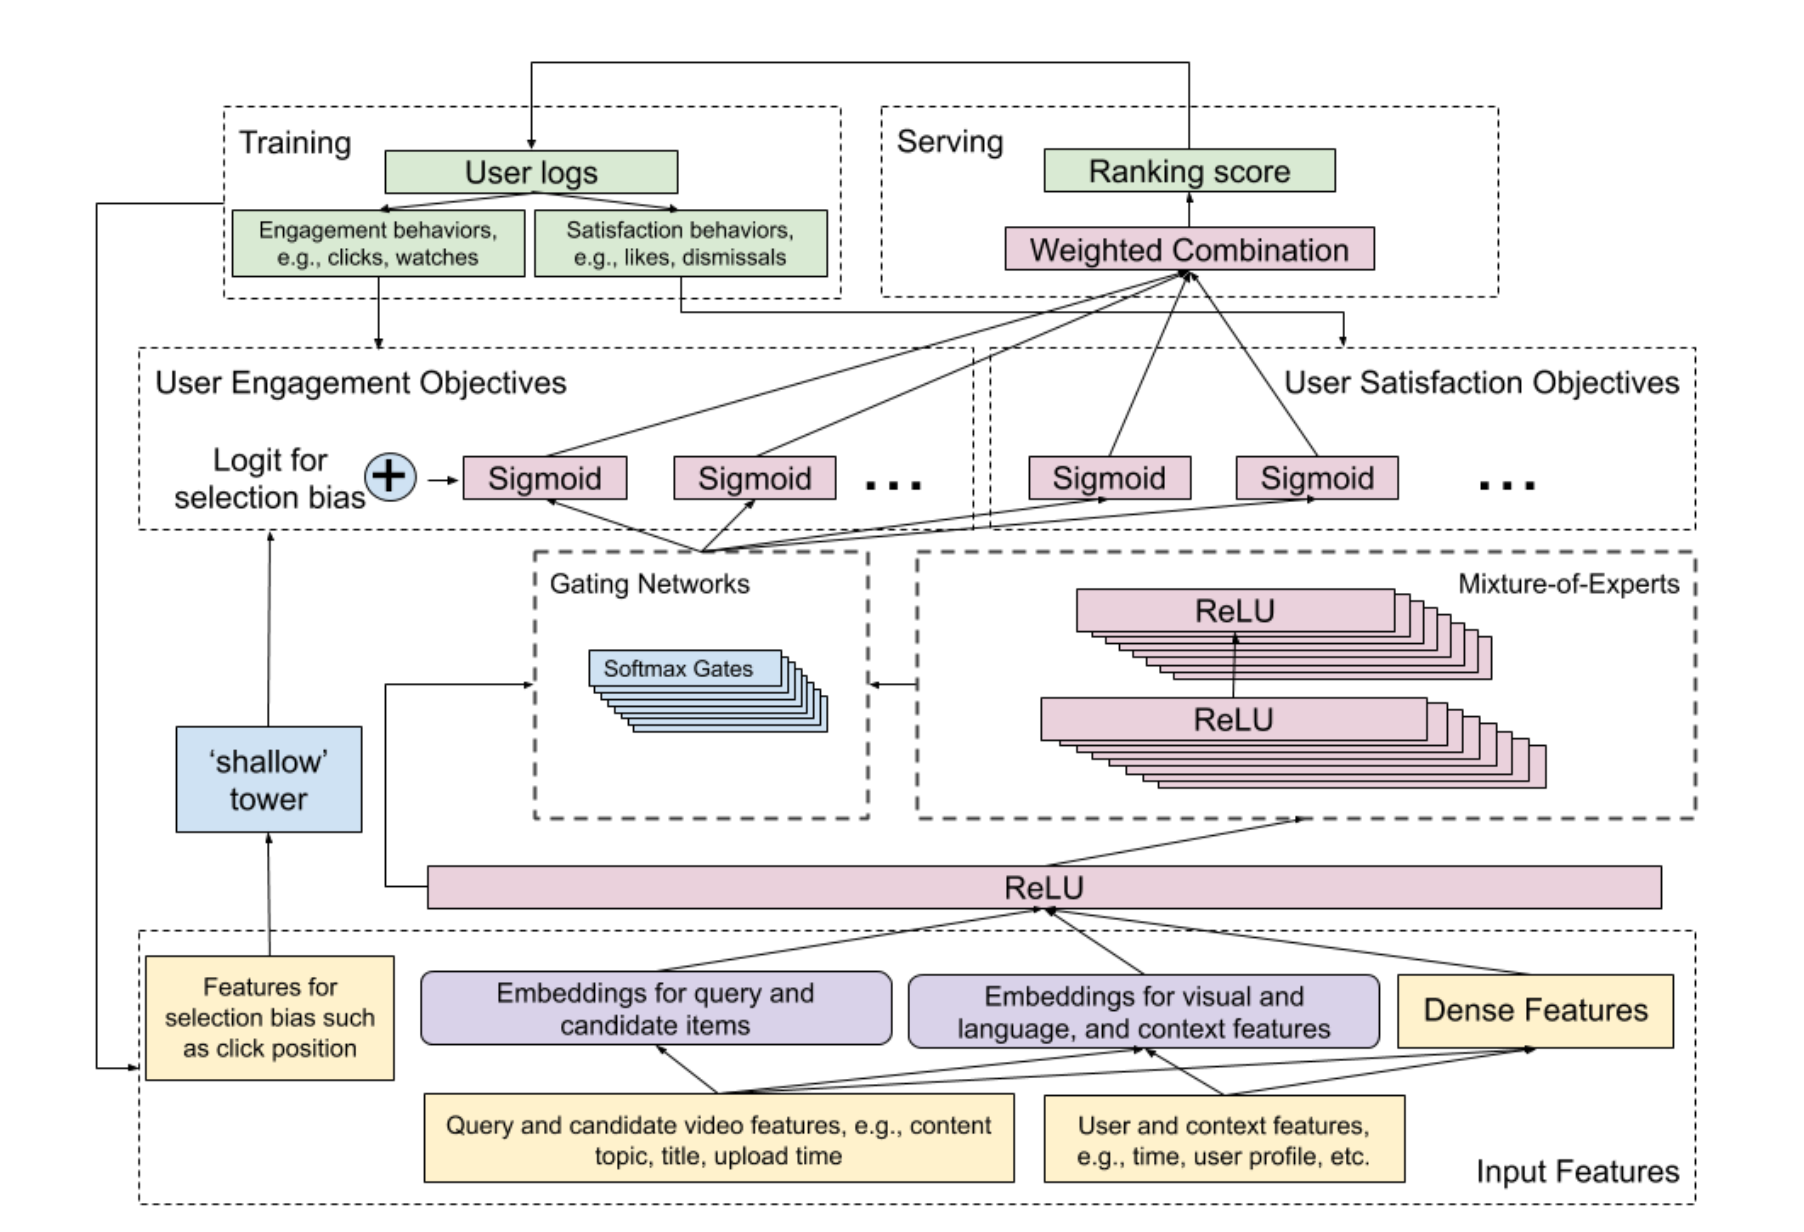 Training
User logs
Engagement behaviors,
e.g., clicks, watches
Satisfaction behaviors,
e.g., likes, dismissals
Serving
Ranking score
Weighted Combination
User Engagement Objectives
Logit for
selection bias
+
Sigmoid
Sigmoid
...
User Satisfaction Objectives
Sigmoid
Sigmoid
...
Gating Networks
Softmax Gates
Mixture-of-Experts
ReLU
ReLU
‘shallow’
tower
ReLU
Features for
selection bias such
as click position
Embeddings for query and
candidate items
Embeddings for visual and
language, and context features
Dense Features
Query and candidate video features, e.g., content
topic, title, upload time
User and context features,
e.g., time, user profile, etc.
Input Features